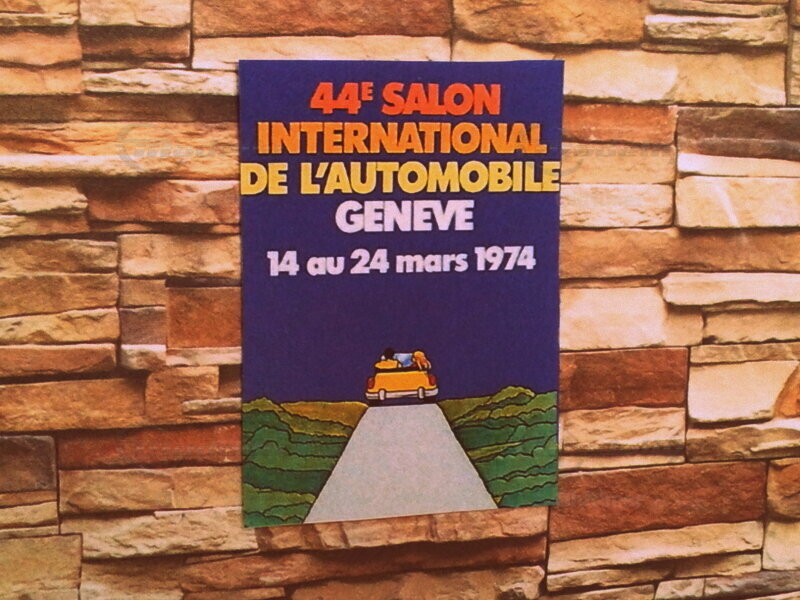 44E SALON
INTERNATIONAL
DE L'AUTOMOBILE
GENEVE
14 au 24 mars 1974